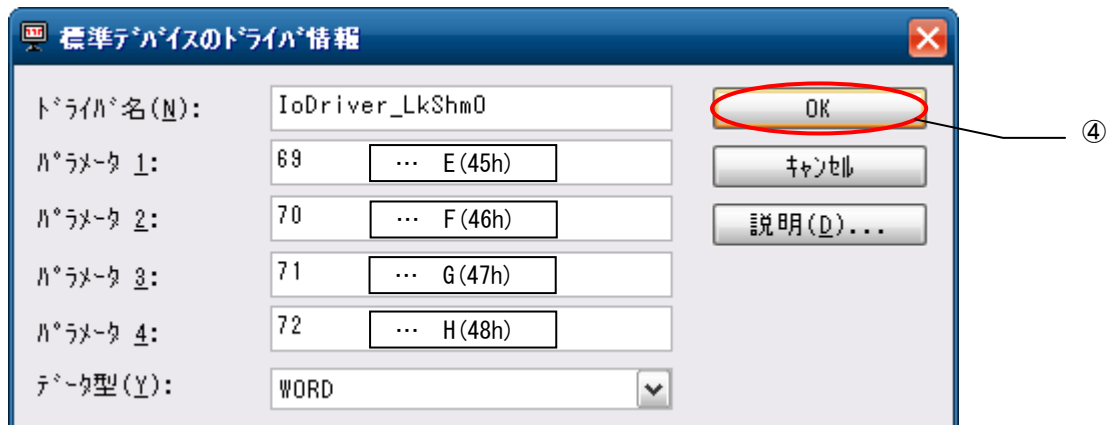 標準ﾃﾞﾊﾞｲｽのﾄﾞﾗｲﾊﾞ情報
ﾄﾞﾗｲﾊﾞ名(N): IoDriver_LkShm0 OK ④
ﾊﾟﾗﾒｰﾀ 1: 69 … E(45h) ｷｬﾝｾﾙ
ﾊﾟﾗﾒｰﾀ 2: 70 … F(46h) 説明(D)...
ﾊﾟﾗﾒｰﾀ 3: 71 … G(47h)
ﾊﾟﾗﾒｰﾀ 4: 72 … H(48h)
ﾃﾞｰﾀ型(Y): WORD